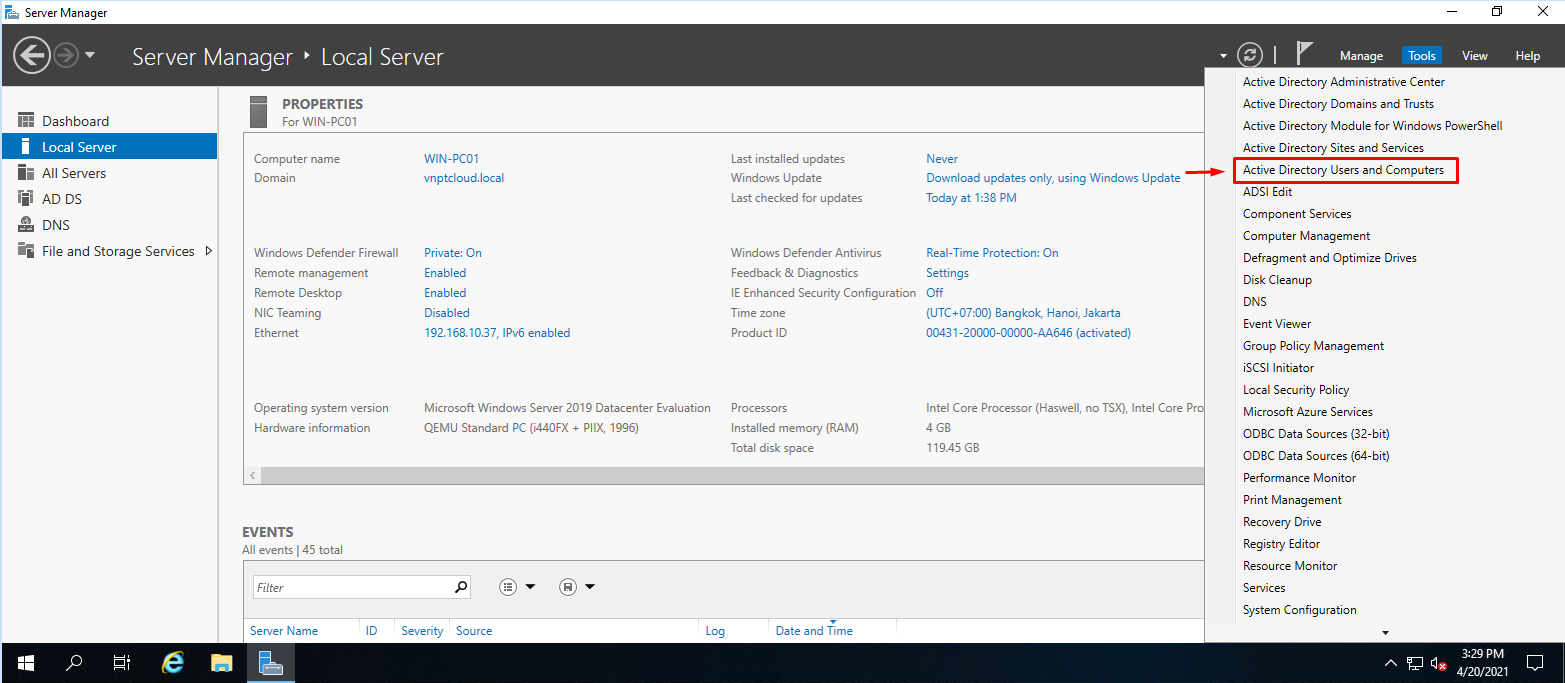 Server Manager
Server Manager ‣ Local Server
Manage Tools View Help
Dashboard
Local Server
All Servers
AD DS
DNS
File and Storage Services
PROPERTIES
For WIN-PC01
Computer name WIN-PC01
Domain vnptcloud.local
Last installed updates Never
Windows Update Download updates only, using Windows Update
Last checked for updates Today at 1:38 PM
Windows Defender Firewall Private: On
Remote management Enabled
Remote Desktop Enabled
NIC Teaming Disabled
Ethernet 192.168.10.37, IPv6 enabled
Windows Defender Antivirus Real-Time Protection: On
Feedback & Diagnostics Settings
IE Enhanced Security Configuration Off
Time zone (UTC+07:00) Bangkok, Hanoi, Jakarta
Product ID 00431-20000-00000-AA646 (activated)
Operating system version Microsoft Windows Server 2019 Datacenter Evaluation
Hardware information QEMU Standard PC (i440FX + PIIX, 1996)
Processors Intel Core Processor (Haswell, no TSX), Intel Core Pro
Installed memory (RAM) 4 GB
Total disk space 119.45 GB
EVENTS
All events | 45 total
Filter
Server Name ID Severity Source Log Date and Time
Active Directory Administrative Center
Active Directory Domains and Trusts
Active Directory Module for Windows PowerShell
Active Directory Sites and Services
Active Directory Users and Computers
ADSI Edit
Component Services
Computer Management
Defragment and Optimize Drives
Disk Cleanup
DNS
Event Viewer
Group Policy Management
iSCSI Initiator
Local Security Policy
Microsoft Azure Services
ODBC Data Sources (32-bit)
ODBC Data Sources (64-bit)
Performance Monitor
Print Management
Recovery Drive
Registry Editor
Resource Monitor
Services
System Configuration
3:29 PM
4/20/2021